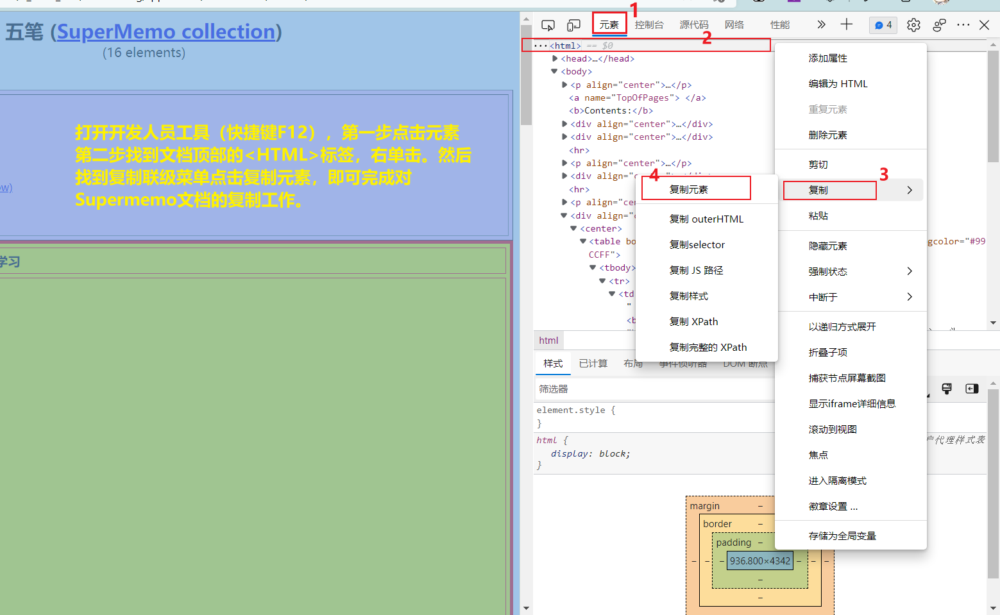 五笔 (SuperMemo collection)
(16 elements)
打开开发人员工具（快捷键F12），第一步点击元素
第二步找到文档顶部的<HTML>标签，右单击。然后
找到复制联级菜单点击复制元素，即可完成对
Supermemo文档的复制工作。
ow)
学习
1
元素 控制台 源代码 网络 性能 4
2
···<html> == $0
<head>…</head>
<body>
<p align="center">…</p>
<a name="TopOfPages"> </a>
<b>Contents:</b>
<div align="center">…</div>
<div align="center">…</div>
<hr>
<p align="center">…</p>
<div align="c
<hr>
<p align="cen
<div align="c
<center>
<table bo
gcolor="#99
CCFF">
<tbody>
<tr>
<td
"
<b
4
复制元素
复制 outerHTML
复制selector
复制 JS 路径
复制样式
复制 XPath
复制完整的 XPath
添加属性
编辑为 HTML
重复元素
删除元素
剪切
3
复制
粘贴
隐藏元素
强制状态
中断于
以递归方式展开
折叠子项
捕获节点屏幕截图
显示iframe详细信息
滚动到视图
焦点
进入隔离模式
徽章设置 ...
存储为全局变量
html
样式 已计算 布局 事件侦听器 DOM 断点
筛选器
element.style {
}
html {
户代理样式表
display: block;
}
margin –
border –
padding –
– – – 936.800×4342 – – –
–
–